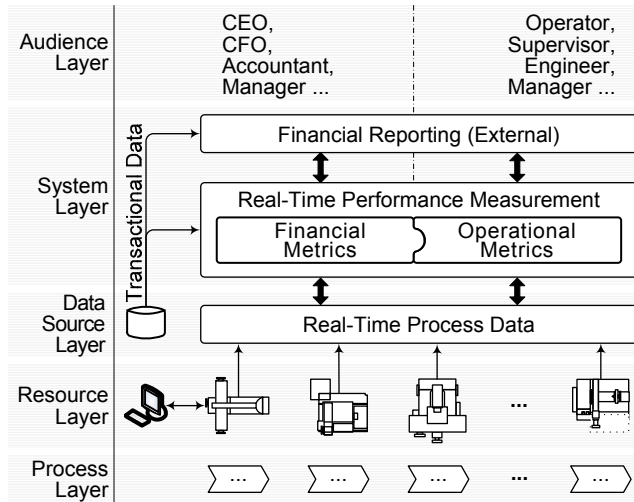 Audience
Layer
CEO,
CFO,
Accountant,
Manager ...
Operator,
Supervisor,
Engineer,
Manager ...
System
Layer
Transactional Data
Financial Reporting (External)
Real-Time Performance Measurement
Financial
Metrics
Operational
Metrics
Data
Source
Layer
Real-Time Process Data
Resource
Layer
...
Process
Layer
...
...
...
...
...